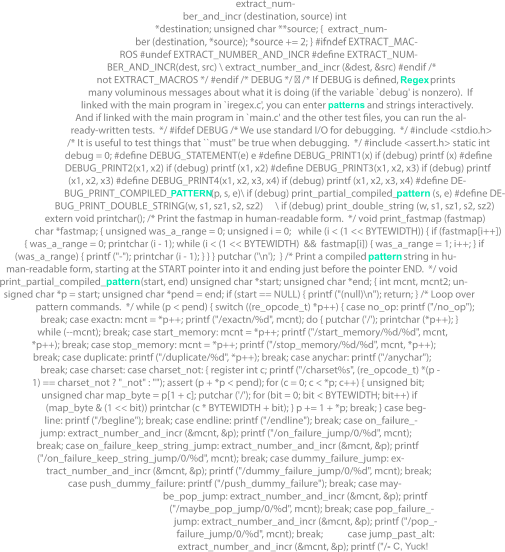 extract_num-
ber_and_incr (destination, source) int
*destination; unsigned char **source; { extract_num-
ber (destination, *source); *source += 2; } #ifndef EXTRACT_MAC-
ROS #undef EXTRACT_NUMBER_AND_INCR #define EXTRACT_NUM-
BER_AND_INCR(dest, src) \ extract_number_and_incr (&dest, &src) #endif /*
not EXTRACT_MACROS */ #endif /* DEBUG */ /* If DEBUG is defined, Regex prints
many voluminous messages about what it is doing (if the variable `debug' is nonzero). If
linked with the main program in `iregex.c', you can enter patterns and strings interactively.
And if linked with the main program in `main.c' and the other test files, you can run the al-
ready-written tests. */ #ifdef DEBUG /* We use standard I/O for debugging. */ #include <stdio.h>
/* It is useful to test things that ``must'' be true when debugging. */ #include <assert.h> static int
debug = 0; #define DEBUG_STATEMENT(e) e #define DEBUG_PRINT1(x) if (debug) printf (x) #define
DEBUG_PRINT2(x1, x2) if (debug) printf (x1, x2) #define DEBUG_PRINT3(x1, x2, x3) if (debug) printf
(x1, x2, x3) #define DEBUG_PRINT4(x1, x2, x3, x4) if (debug) printf (x1, x2, x3, x4) #define DE-
BUG_PRINT_COMPILED_PATTERN(p, s, e)\ if (debug) print_partial_compiled_pattern (s, e) #define DE-
BUG_PRINT_DOUBLE_STRING(w, s1, sz1, s2, sz2) \ if (debug) print_double_string (w, s1, sz1, s2, sz2)
extern void printchar(); /* Print the fastmap in human-readable form. */ void print_fastmap (fastmap)
char *fastmap; { unsigned was_a_range = 0; unsigned i = 0; while (i < (1 << BYTEWIDTH)) { if (fastmap[i++])
{ was_a_range = 0; printchar (i - 1); while (i < (1 << BYTEWIDTH) && fastmap[i]) { was_a_range = 1; i++; } if
(was_a_range) { printf ("-"); printchar (i - 1); } } } putchar ('\n'); } /* Print a compiled pattern string in hu-
man-readable form, starting at the START pointer into it and ending just before the pointer END. */ void
print_partial_compiled_pattern (start, end) unsigned char *start; unsigned char *end; { int mcnt, mcnt2; un-
signed char *p = start; unsigned char *pend = end; if (start == NULL) { printf ("(null)\n"); return; } /* Loop over
pattern commands. */ while (p < pend) { switch ((re_opcode_t) *p++) { case no_op: printf ("/no_op");
break; case exactn: mcnt = *p++; printf ("/exactn/%d", mcnt); do { putchar ('/'); printchar (*p++); }
while (--mcnt); break; case start_memory: mcnt = *p++; printf ("/start_memory/%d/%d", mcnt,
*p++); break; case stop_memory: mcnt = *p++; printf ("/stop_memory/%d/%d", mcnt, *p++);
break; case duplicate: printf ("/duplicate/%d", *p++); break; case anychar: printf ("/anychar");
break; case charset: case charset_not: { register int c; printf ("/charset%s", (re_opcode_t) *(p -
1) == charset_not ? "_not" : ""); assert (p + *p < pend); for (c = 0; c < *p; c++) { unsigned bit;
unsigned char map_byte = p[1 + c]; putchar ('/'); for (bit = 0; bit < BYTEWIDTH; bit++) if
(map_byte & (1 << bit)) printchar (c * BYTEWIDTH + bit); } p += 1 + *p; break; } case beg-
line: printf ("/begline"); break; case endline: printf ("/endline"); break; case on_failure_-
jump: extract_number_and_incr (&mcnt, &p); printf ("/on_failure_jump/0/%d", mcnt);
break; case on_failure_keep_string_jump: extract_number_and_incr (&mcnt, &p); printf
("/on_failure_keep_string_jump/0/%d", mcnt); break; case dummy_failure_jump: ex-
tract_number_and_incr (&mcnt, &p); printf ("/dummy_failure_jump/0/%d", mcnt); break;
case push_dummy_failure: printf ("/push_dummy_failure"); break; case may-
be_pop_jump: extract_number_and_incr (&mcnt, &p); printf
("/maybe_pop_jump/0/%d", mcnt); break; case pop_failure_-
jump: extract_number_and_incr (&mcnt, &p); printf ("/pop_-
failure_jump/0/%d", mcnt); break; case jump_past_alt:
extract_number_and_incr (&mcnt, &p); printf ("/- C, Yuck!